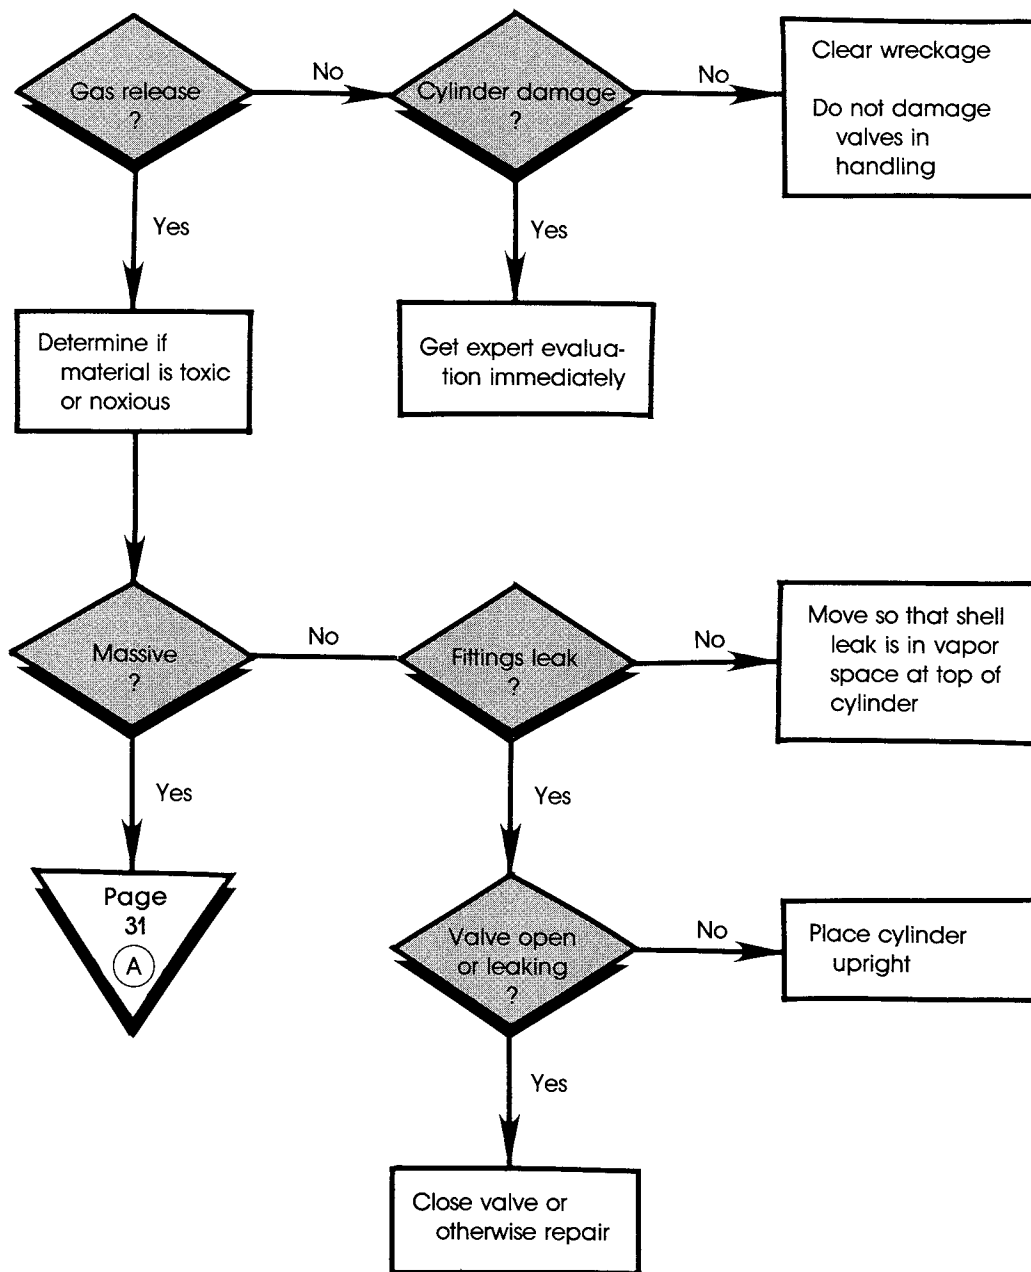 Gas release
?
No
Cylinder damage
?
No
Clear wreckage
Do not damage
valves in
handling
Yes
Yes
Determine if
material is toxic
or noxious
Get expert evalua-
tion immediately
Massive
?
No
Fittings leak
?
No
Move so that shell
leak is in vapor
space at top of
cylinder
Yes
Yes
Page
31
A
Valve open
or leaking
?
No
Place cylinder
upright
Yes
Close valve or
otherwise repair